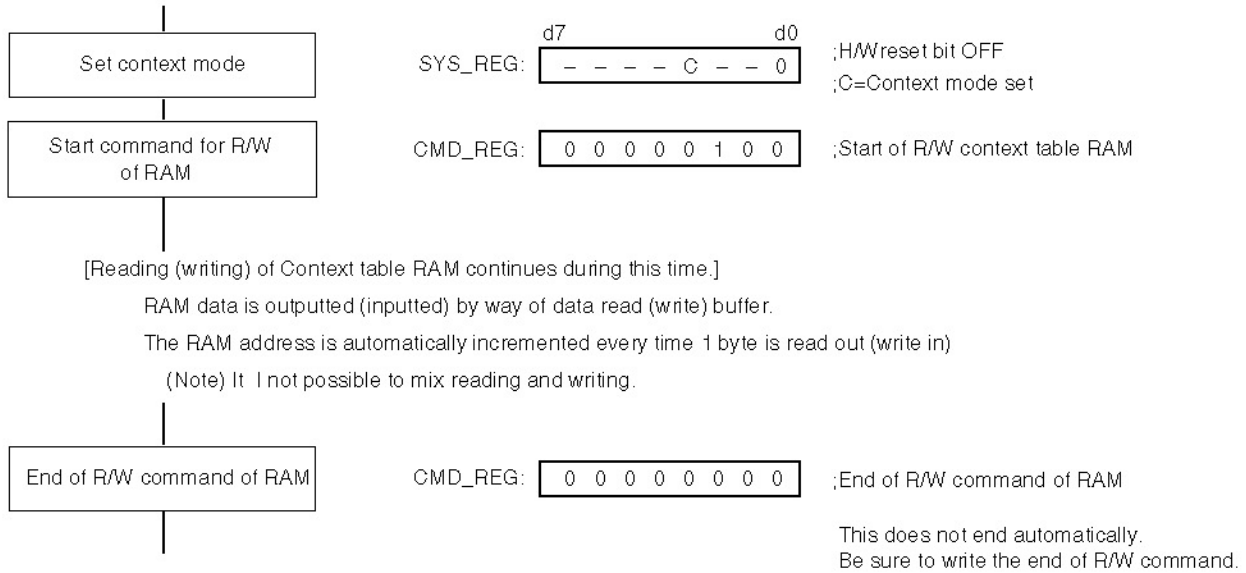 d7 d0
Set context mode SYS_REG: - - - - C - - 0 ;H/W reset bit OFF
;C=Context mode set
Start command for R/W
of RAM
CMD_REG: 0 0 0 0 0 1 0 0 ;Start of R/W context table RAM
[Reading (writing) of Context table RAM continues during this time.]
RAM data is outputted (inputted) by way of data read (write) buffer.
The RAM address is automatically incremented every time 1 byte is read out (write in)
(Note) It I not possible to mix reading and writing.
End of R/W command of RAM CMD_REG: 0 0 0 0 0 0 0 0 ;End of R/W command of RAM
This does not end automatically.
Be sure to write the end of R/W command.